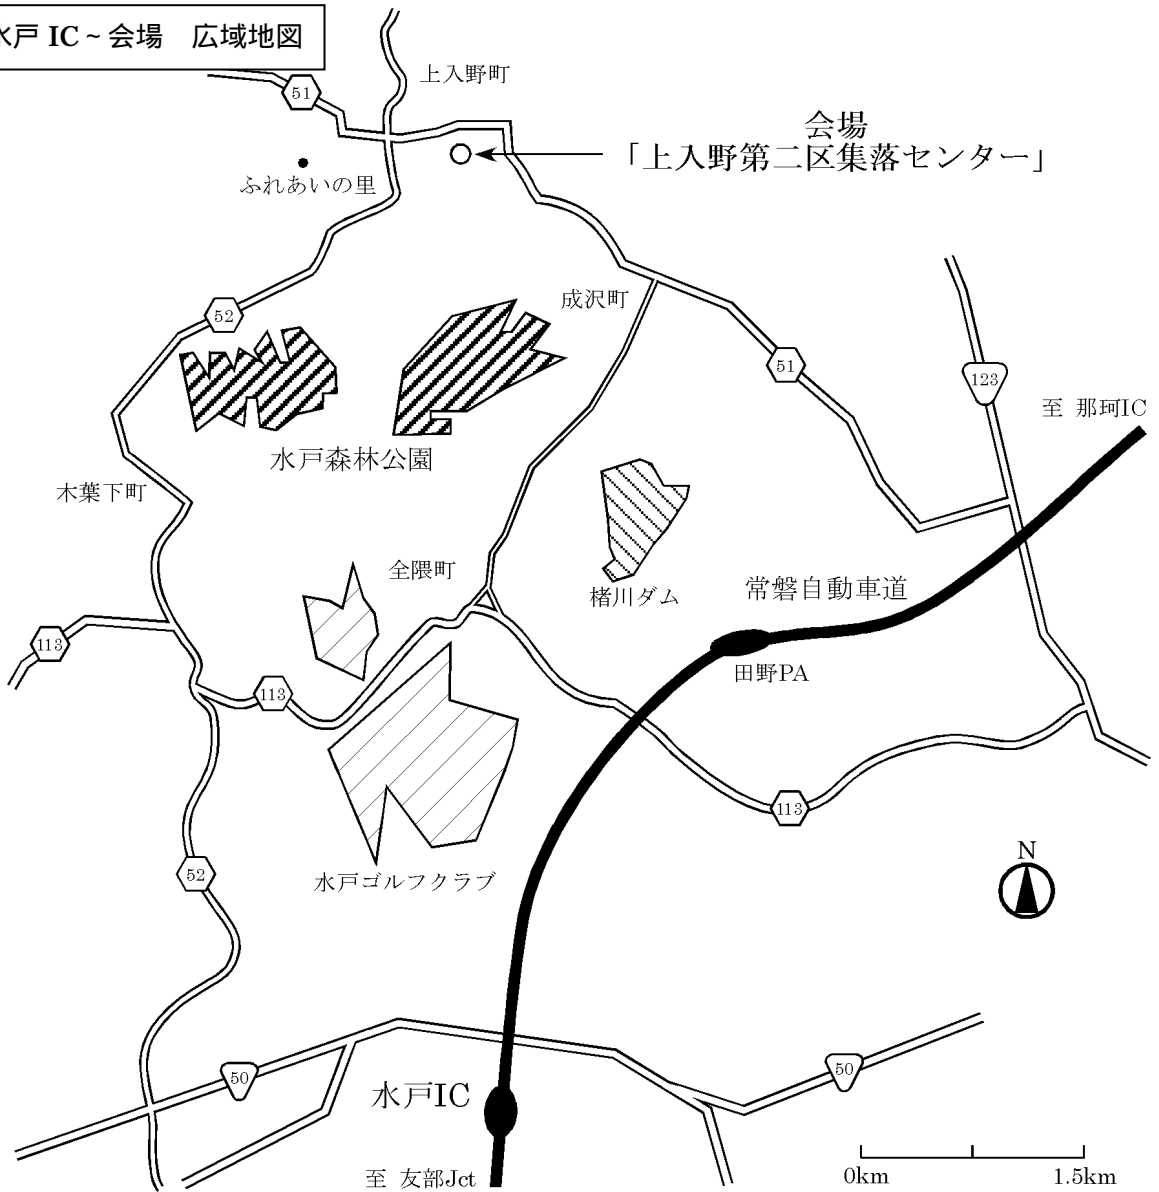 水戸 IC ~ 会場　広域地図
上入野町
51
会場
「上入野第二区集落センター」
ふれあいの里
成沢町
52
51
123
至 那珂IC
水戸森林公園
木葉下町
全隈町
楮川ダム
常磐自動車道
113
田野PA
113
113
水戸ゴルフクラブ
52
N
50
50
水戸IC
至 友部Jct
0km
1.5km